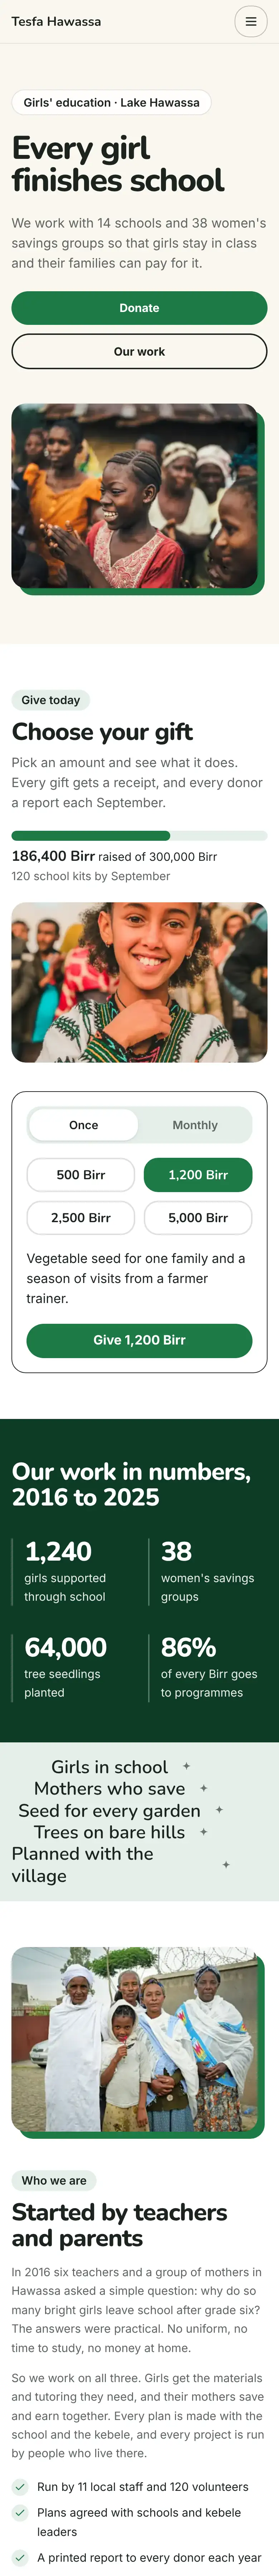 Tesfa Hawassa
Girls' education · Lake Hawassa
Every girl
finishes school
We work with 14 schools and 38 women's
savings groups so that girls stay in class
and their families can pay for it.
Donate
Our work
Give today
Choose your gift
Pick an amount and see what it does.
Every gift gets a receipt, and every donor
a report each September.
186,400 Birr raised of 300,000 Birr
120 school kits by September
Once Monthly
500 Birr 1,200 Birr
2,500 Birr 5,000 Birr
Vegetable seed for one family and a
season of visits from a farmer
trainer.
Give 1,200 Birr
Our work in numbers,
2016 to 2025
1,240
girls supported
through school
38
women's savings
groups
64,000
tree seedlings
planted
86%
of every Birr goes
to programmes
Girls in school
Mothers who save
Seed for every garden
Trees on bare hills
Planned with the
village
Who we are
Started by teachers
and parents
In 2016 six teachers and a group of mothers in
Hawassa asked a simple question: why do so
many bright girls leave school after grade six?
The answers were practical. No uniform, no
time to study, no money at home.
So we work on all three. Girls get the materials
and tutoring they need, and their mothers save
and earn together. Every plan is made with the
school and the kebele, and every project is run
by people who live there.
Run by 11 local staff and 120 volunteers
Plans agreed with schools and kebele
leaders
A printed report to every donor each year